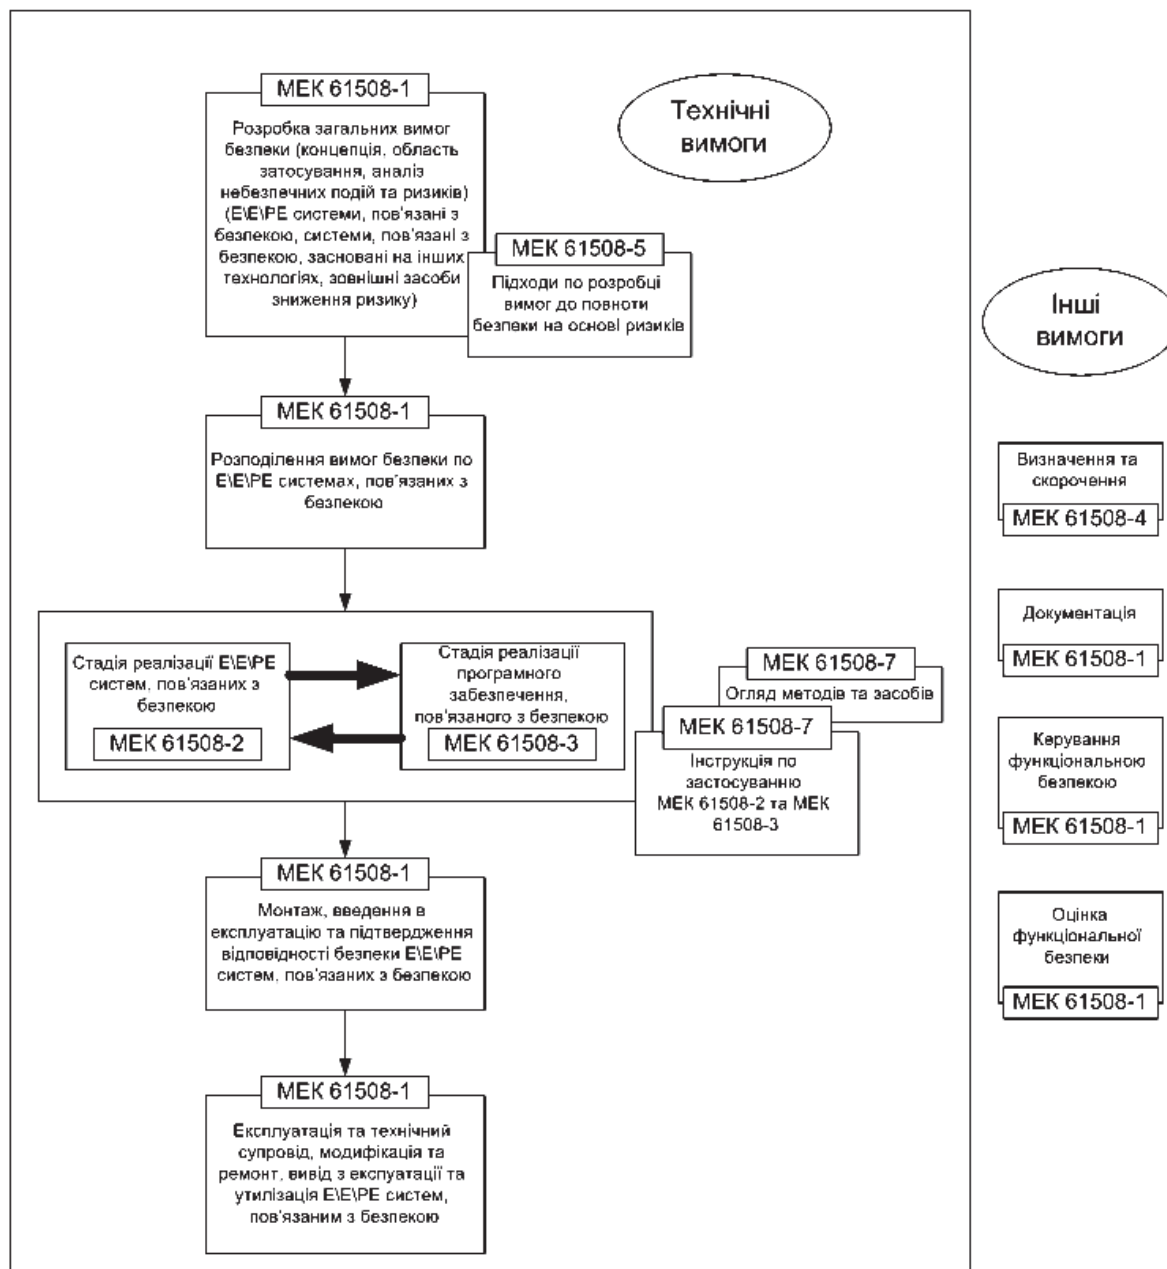 МЕК 61508-1
Розробка загальних вимог
безпеки (концепція, область
затосування, аналіз
небезпечних подій та ризиків)
(E\E\PE системи, пов'язані з
безпекою, системи, пов'язані з
безпекою, засновані на інших
технологіях, зовнішні засоби
зниження ризику)
Технічні
вимоги
МЕК 61508-5
Підходи по розробці
вимог до повноти
безпеки на основі ризиків
МЕК 61508-1
Розподілення вимог безпеки по
E\E\PE системах, пов'язаних з
безпекою
Стадія реалізації E\E\PE
систем, пов'язаних з
безпекою
МЕК 61508-2
Стадія реалізації
програмного
забезпечення,
пов'язаного з безпекою
МЕК 61508-3
МЕК 61508-7
Огляд методів та засобів
МЕК 61508-7
Інструкція по
застосуванню
МЕК 61508-2 та МЕК
61508-3
МЕК 61508-1
Монтаж, введення в
експлуатацію та підтвердження
відповідності безпеки E\E\PE
систем, пов'язаних з безпекою
МЕК 61508-1
Експлуатація та технічний
супровід, модифікація та
ремонт, вивід з експуатації та
утилізація E\E\PE систем,
пов'язаним з безпекою
Інші
вимоги
Визначення та
скорочення
МЕК 61508-4
Документація
МЕК 61508-1
Керування
функціональною
безпекою
МЕК 61508-1
Оцінка
функціональної
безпеки
МЕК 61508-1